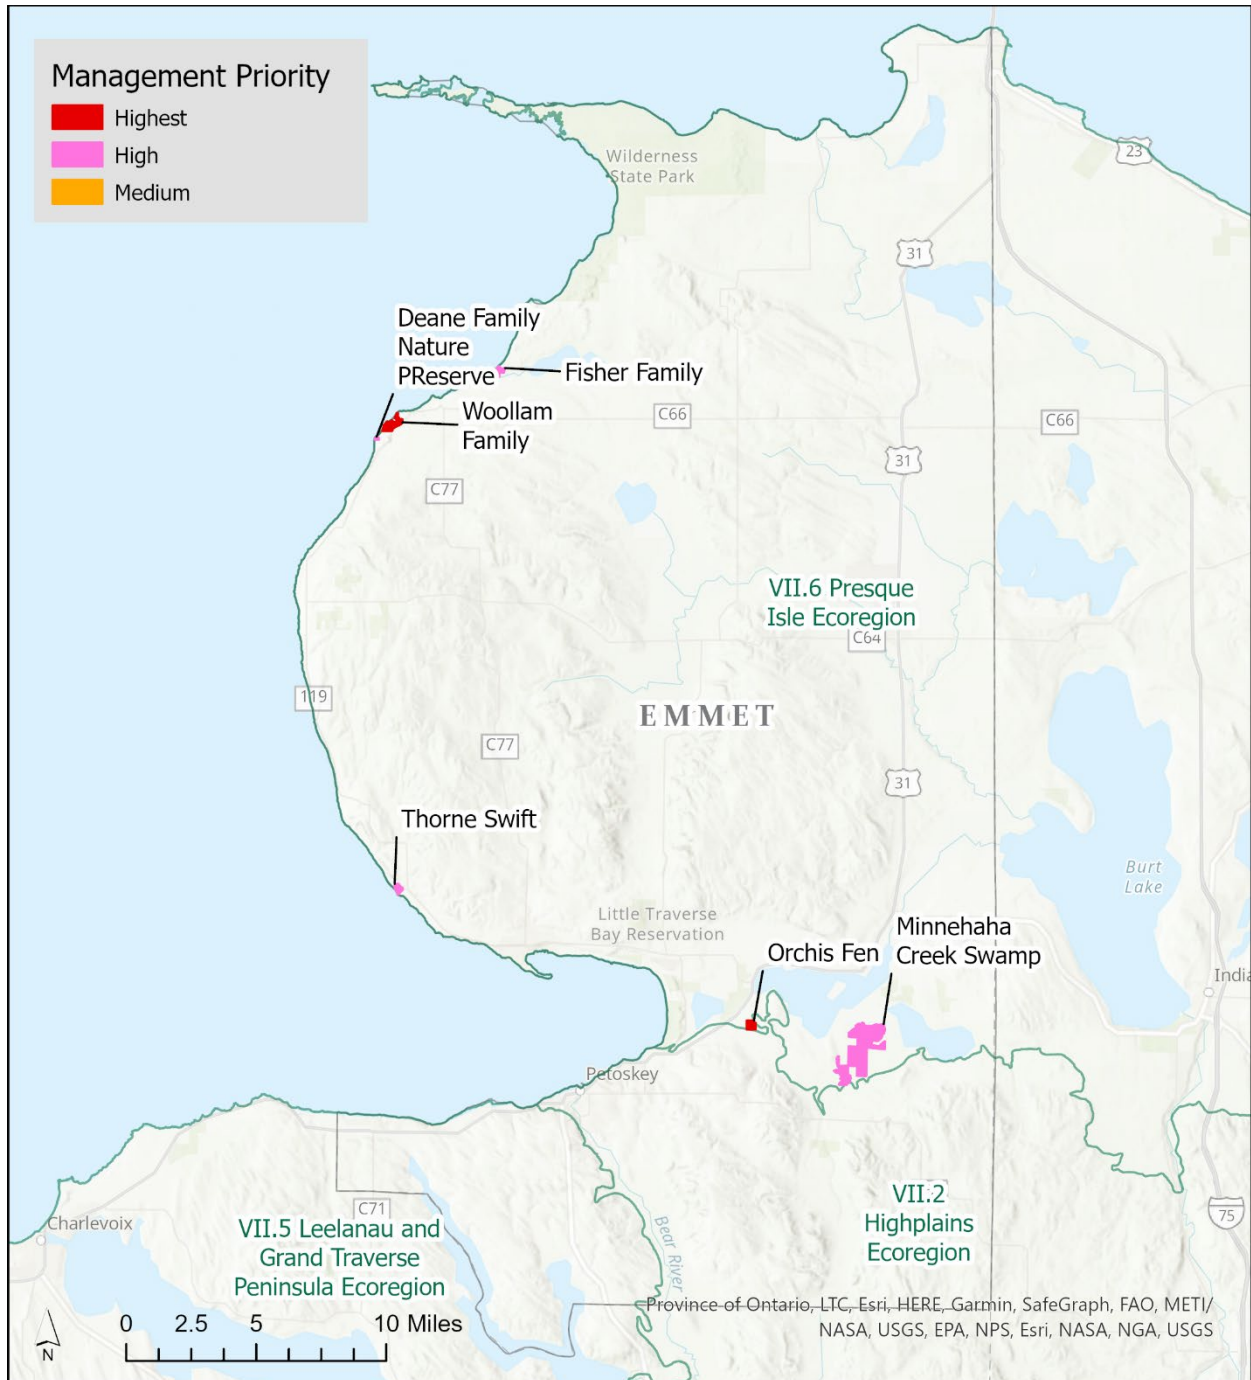 Management Priority
Highest
High
Medium
Wilderness
State Park
23
31
Deane Family
Nature
PReserve
Fisher Family
Woollam
Family
C66
C66
C77
31
VII.6 Presque
Isle Ecoregion
C64
119
EMMET
C77
31
Thorne Swift
Burt
Lake
Little Traverse
Bay Reservation
Orchis Fen
Minnehaha
Creek Swamp
India
Petoskey
Charlevoix
C71
VII.5 Leelanau and
Grand Traverse
Peninsula Ecoregion
Bear River
VII.2
Highplains
Ecoregion
75
N
0 2.5 5 10 Miles
Province of Ontario, LTC, Esri, HERE, Garmin, SafeGraph, FAO, METI/
NASA, USGS, EPA, NPS, Esri, NASA, NGA, USGS